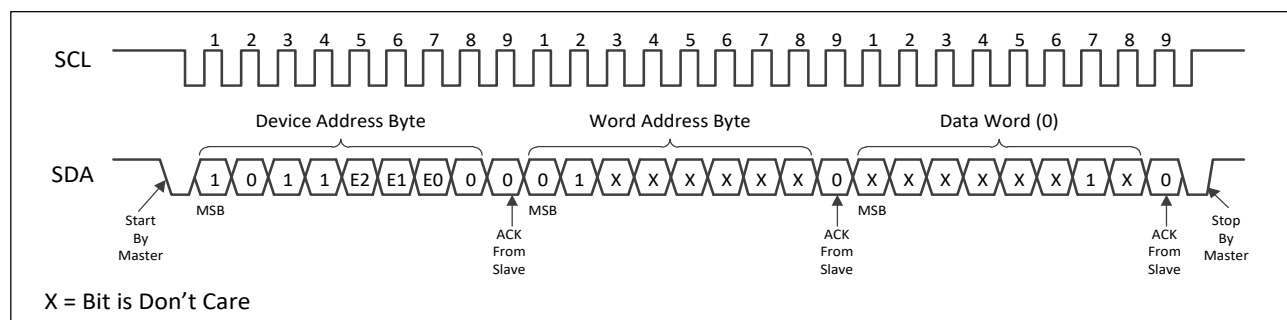 1 2 3 4 5 6 7 8 9 1 2 3 4 5 6 7 8 9 1 2 3 4 5 6 7 8 9
SCL
Device Address Byte Word Address Byte Data Word (0)
SDA 1 0 1 1 E2 E1 E0 0 0 0 1 X X X X X X 0 X X X X X X 1 X 0
MSB MSB MSB
Start
By
Master
ACK
From
Slave
ACK
From
Slave
ACK
From
Slave
Stop
By
Master
X = Bit is Don’t Care